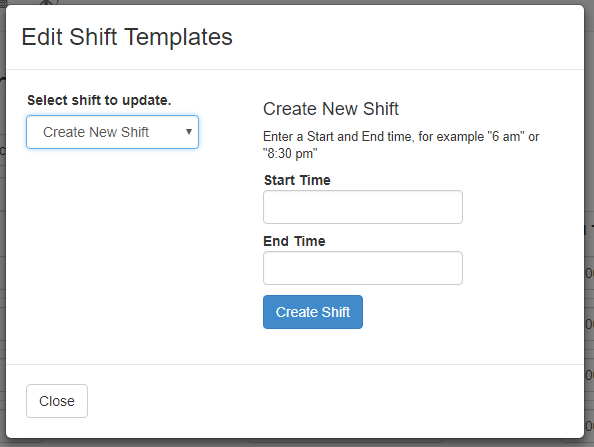 Edit Shift Templates
Select shift to update.
Create New Shift
Create New Shift
Enter a Start and End time, for example "6 am" or
"8:30 pm"
Start Time
End Time
Create Shift
Close